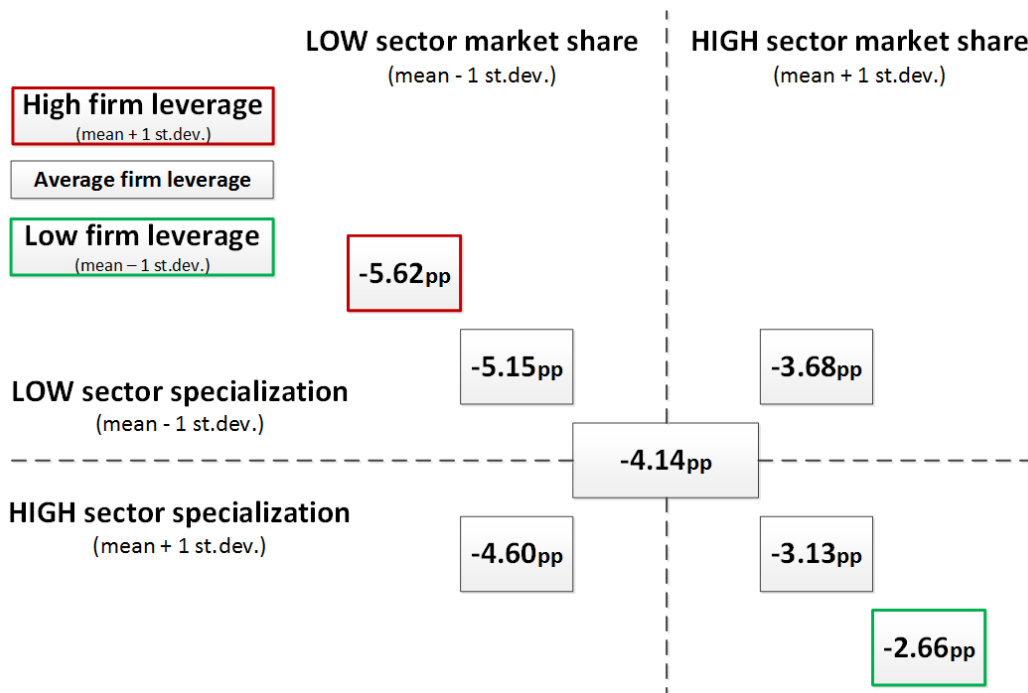 LOW sector market share
(mean - 1 st.dev.)
HIGH sector market share
(mean + 1 st.dev.)
High firm leverage
(mean + 1 st.dev.)
Average firm leverage
Low firm leverage
(mean – 1 st.dev.)
-5.62pp
-5.15pp
-3.68pp
LOW sector specialization
(mean - 1 st.dev.)
-4.14pp
HIGH sector specialization
(mean + 1 st.dev.)
-4.60pp
-3.13pp
-2.66pp